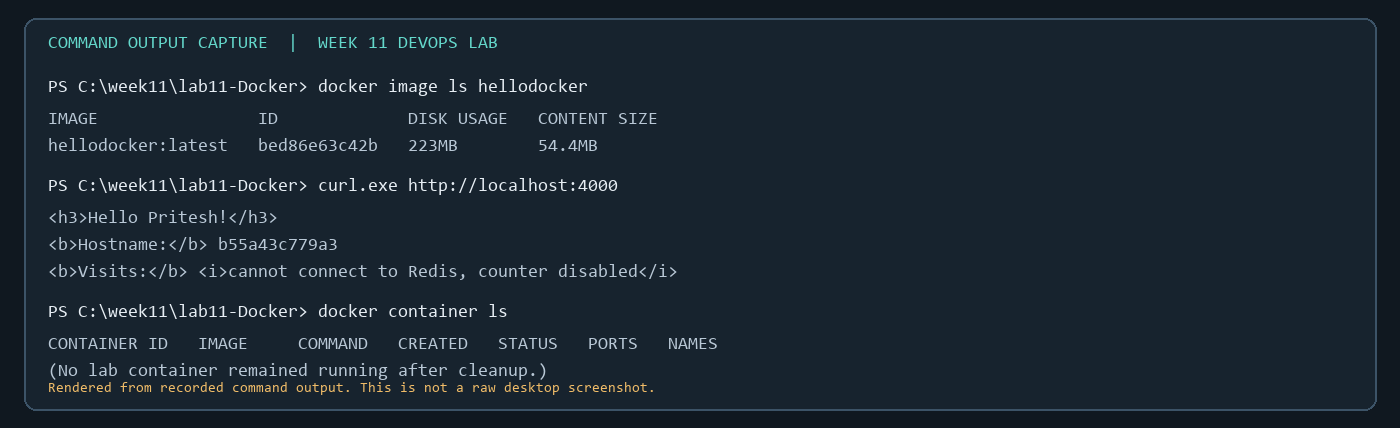 COMMAND OUTPUT CAPTURE | WEEK 11 DEVOPS LAB
PS C:\week11\lab11-Docker> docker image ls hellodocker
IMAGE ID DISK USAGE CONTENT SIZE
hellodocker:latest bed86e63c42b 223MB 54.4MB
PS C:\week11\lab11-Docker> curl.exe http://localhost:4000
<h3>Hello Pritesh!</h3>
<b>Hostname:</b> b55a43c779a3
<b>Visits:</b> <i>cannot connect to Redis, counter disabled</i>
PS C:\week11\lab11-Docker> docker container ls
CONTAINER ID IMAGE COMMAND CREATED STATUS PORTS NAMES
(No lab container remained running after cleanup.)
Rendered from recorded command output. This is not a raw desktop screenshot.